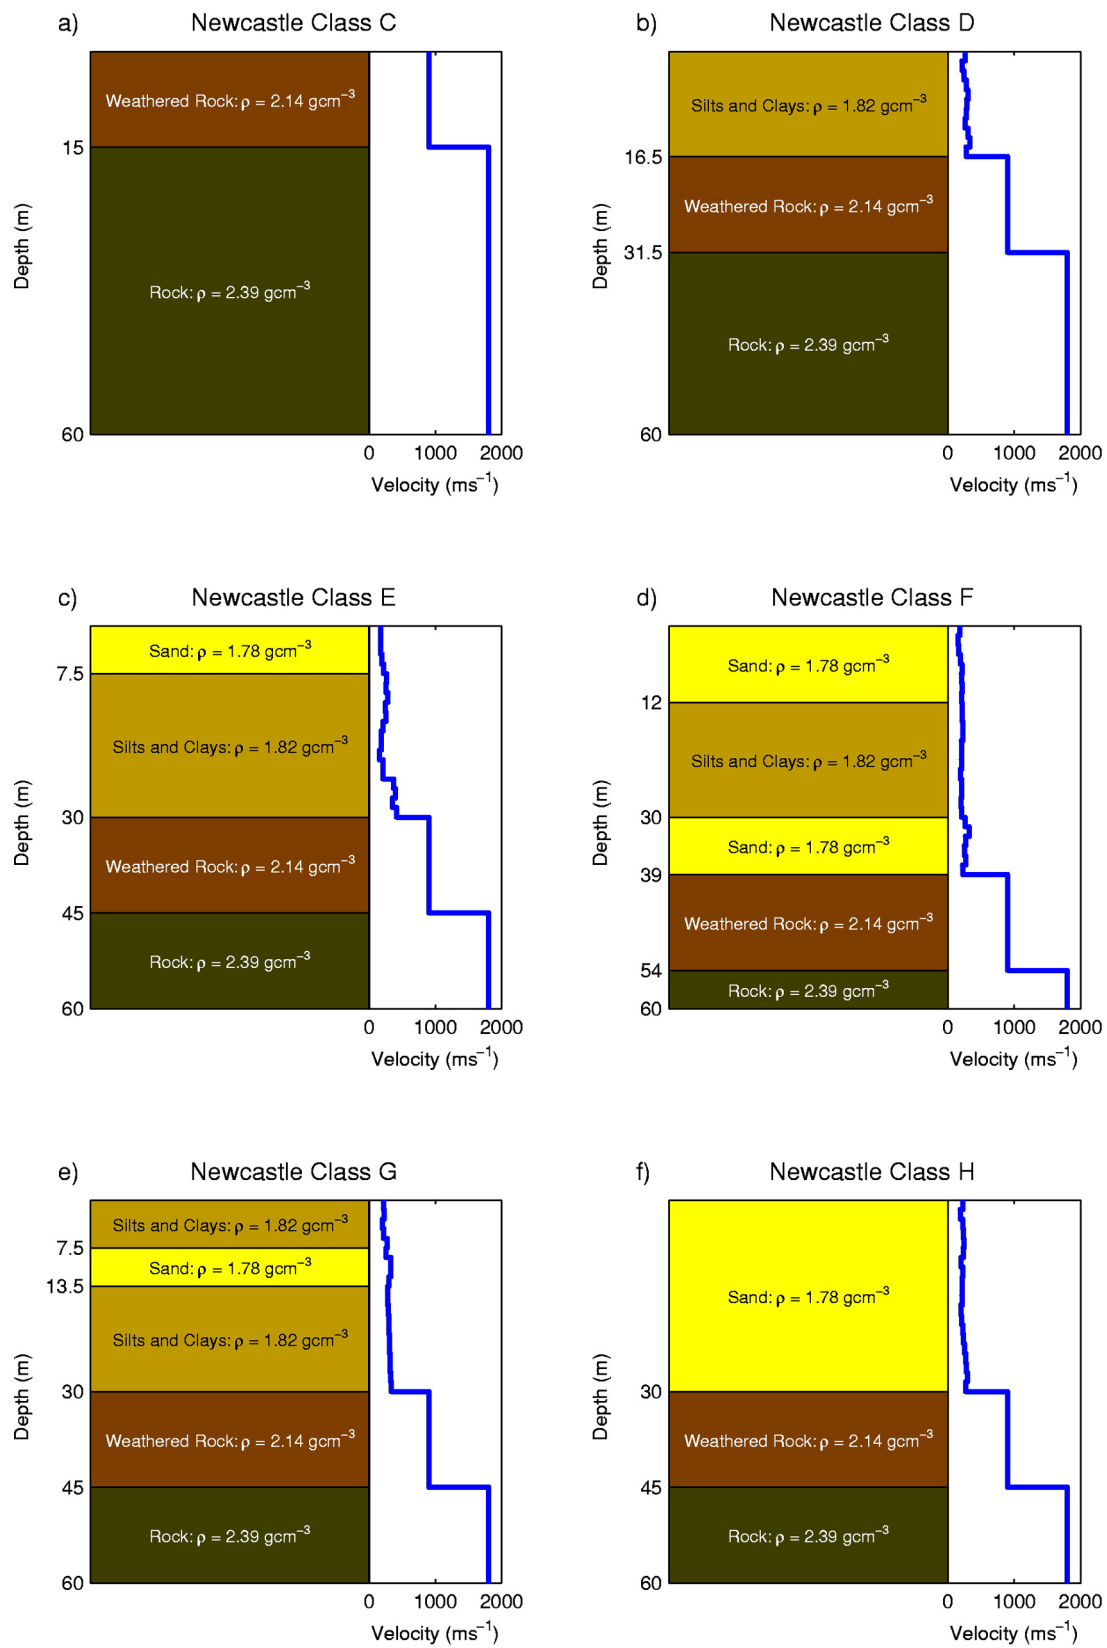 a) Newcastle Class C
Weathered Rock: ρ = 2.14 gcm⁻³
15
Rock: ρ = 2.39 gcm⁻³
60
Depth (m)
0 1000 2000
Velocity (ms⁻¹)
b) Newcastle Class D
Silts and Clays: ρ = 1.82 gcm⁻³
16.5
Weathered Rock: ρ = 2.14 gcm⁻³
31.5
Rock: ρ = 2.39 gcm⁻³
60
Depth (m)
0 1000 2000
Velocity (ms⁻¹)
c) Newcastle Class E
Sand: ρ = 1.78 gcm⁻³
7.5
Silts and Clays: ρ = 1.82 gcm⁻³
30
Weathered Rock: ρ = 2.14 gcm⁻³
45
Rock: ρ = 2.39 gcm⁻³
60
Depth (m)
0 1000 2000
Velocity (ms⁻¹)
d) Newcastle Class F
Sand: ρ = 1.78 gcm⁻³
12
Silts and Clays: ρ = 1.82 gcm⁻³
30
Sand: ρ = 1.78 gcm⁻³
39
Weathered Rock: ρ = 2.14 gcm⁻³
54
Rock: ρ = 2.39 gcm⁻³
60
Depth (m)
0 1000 2000
Velocity (ms⁻¹)
e) Newcastle Class G
Silts and Clays: ρ = 1.82 gcm⁻³
7.5
Sand: ρ = 1.78 gcm⁻³
13.5
Silts and Clays: ρ = 1.82 gcm⁻³
30
Weathered Rock: ρ = 2.14 gcm⁻³
45
Rock: ρ = 2.39 gcm⁻³
60
Depth (m)
0 1000 2000
Velocity (ms⁻¹)
f) Newcastle Class H
Sand: ρ = 1.78 gcm⁻³
30
Weathered Rock: ρ = 2.14 gcm⁻³
45
Rock: ρ = 2.39 gcm⁻³
60
Depth (m)
0 1000 2000
Velocity (ms⁻¹)